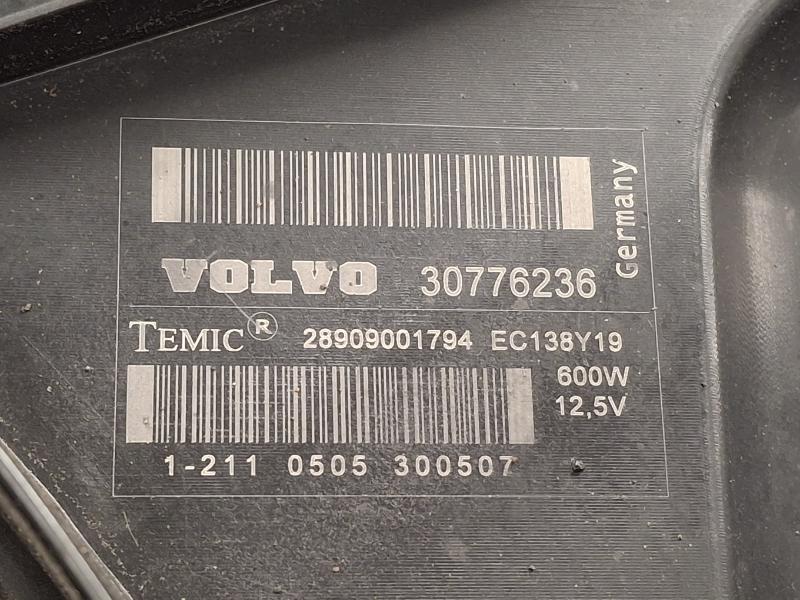 VOLVO 30776236
Germany
TEMIC® 28909001794 EC138Y19
600W
12,5V
1-211 0505 300507